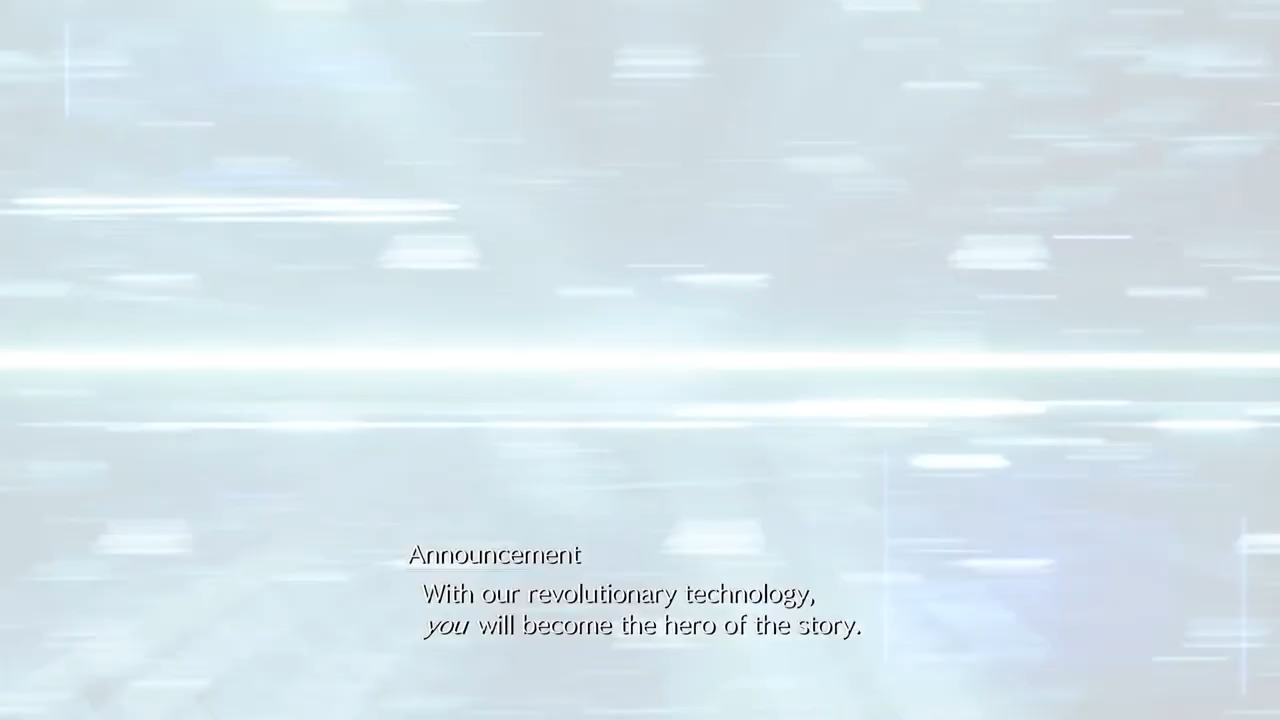 Announcement
With our revolutionary technology,
you will become the hero of the story.